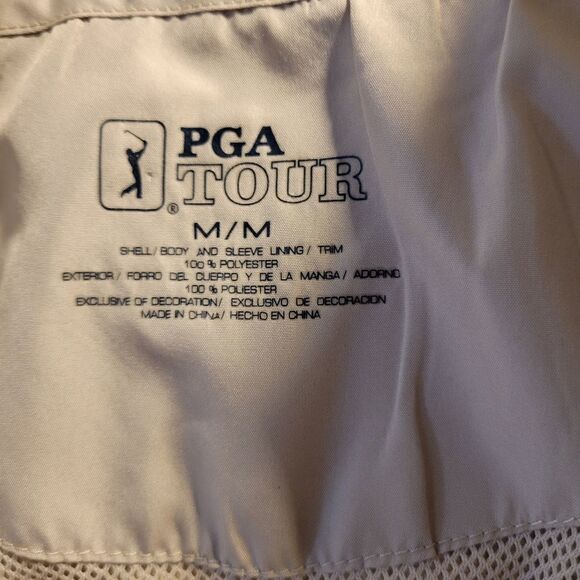 PGA
TOUR
®
M/M
SHELL/BODY AND SLEEVE LINING/ TRIM
100 % POLYESTER
EXTERIOR/ FORRO DEL CUERPO Y DE LA MANGA/ ADORNO
100 % POLIESTER
EXCLUSIVE OF DECORATION/ EXCLUSIVO DE DECORACION
MADE IN CHINA/ HECHO EN CHINA